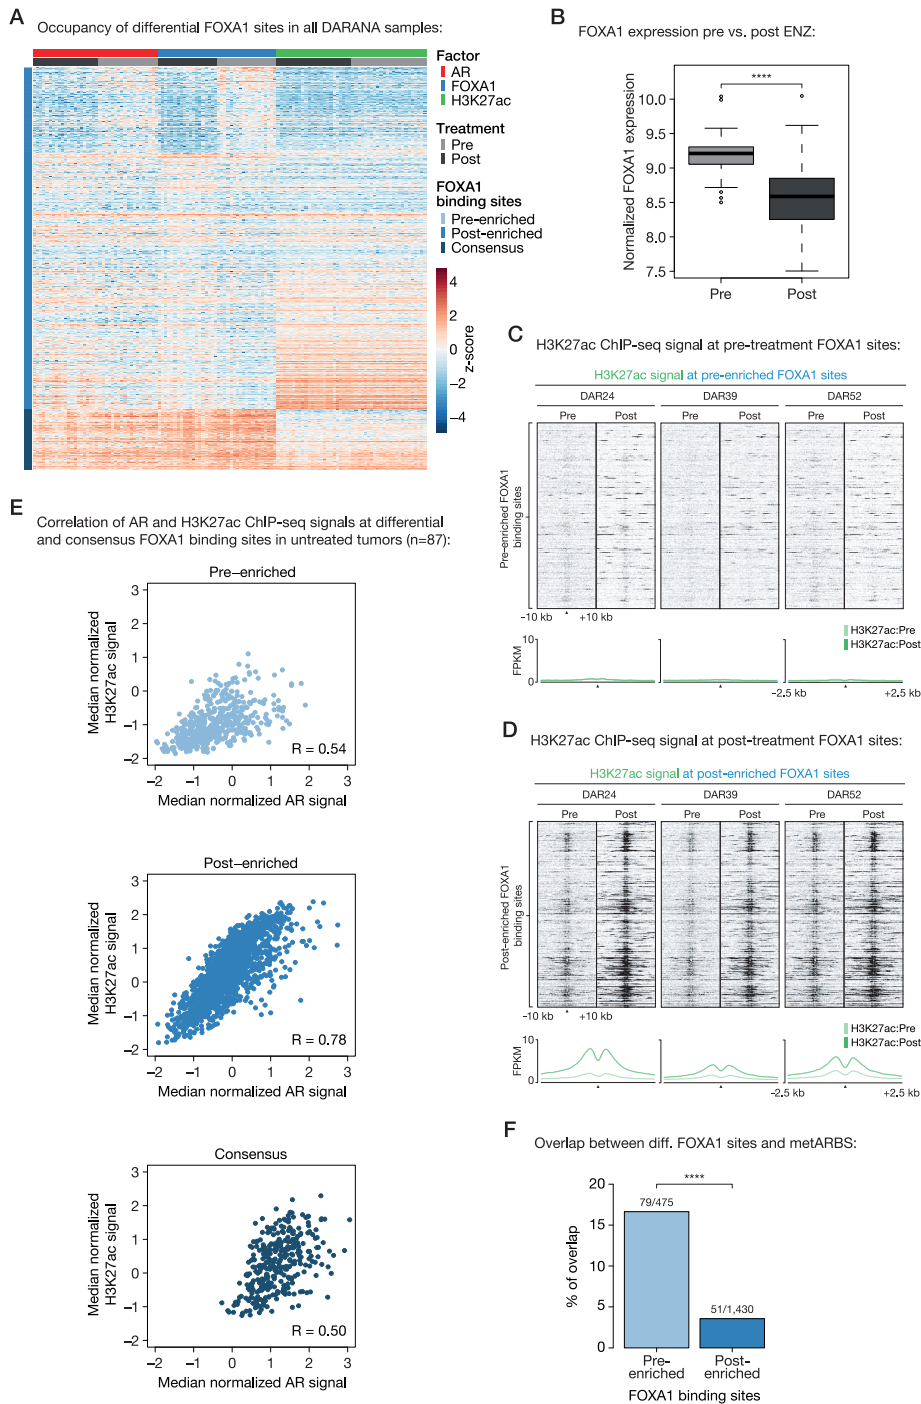 A
Occupancy of differential FOXA1 sites in all DARANA samples:
Factor
AR
FOXA1
H3K27ac
Treatment
Pre
Post
FOXA1
binding sites
Pre-enriched
Post-enriched
Consensus
4
2
0
−2
−4
z-score
B
FOXA1 expression pre vs. post ENZ:
****
10.0
9.5
9.0
8.5
8.0
7.5
Normalized FOXA1 expression
Pre
Post
C
H3K27ac ChIP-seq signal at pre-treatment FOXA1 sites:
H3K27ac signal at pre-enriched FOXA1 sites
DAR24
DAR39
DAR52
Pre
Post
Pre
Post
Pre
Post
Pre-enriched FOXA1
binding sites
−10 kb
+10 kb
H3K27ac:Pre
H3K27ac:Post
10
0
FPKM
−2.5 kb
+2.5 kb
D
H3K27ac ChIP-seq signal at post-treatment FOXA1 sites:
H3K27ac signal at post-enriched FOXA1 sites
DAR24
DAR39
DAR52
Pre
Post
Pre
Post
Pre
Post
Post-enriched FOXA1
binding sites
−10 kb
+10 kb
H3K27ac:Pre
H3K27ac:Post
10
0
FPKM
−2.5 kb
+2.5 kb
E
Correlation of AR and H3K27ac ChIP-seq signals at differential
and consensus FOXA1 binding sites in untreated tumors (n=87):
Pre−enriched
3
2
1
0
−1
−2
Median normalized
H3K27ac signal
R = 0.54
−2
−1
0
1
2
3
Median normalized AR signal
Post−enriched
3
2
1
0
−1
−2
Median normalized
H3K27ac signal
R = 0.78
−2
−1
0
1
2
3
Median normalized AR signal
Consensus
3
2
1
0
−1
−2
Median normalized
H3K27ac signal
R = 0.50
−2
−1
0
1
2
3
Median normalized AR signal
F
Overlap between diff. FOXA1 sites and metARBS:
****
20
15
10
5
0
% of overlap
79/475
51/1,430
Pre-
enriched
Post-
enriched
FOXA1 binding sites